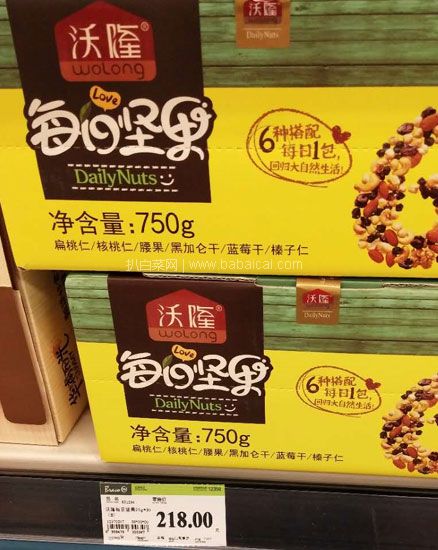 沃隆
DailyNuts
沃隆
WOLONG
Love
每日坚果
DailyNuts
6种搭配
每日1包,
回归大自然生活!
净含量:750g
扁桃仁/核桃仁/腰果/黑加仑干/蓝莓干/榛子仁
扒白菜网 | www.babaicai.com
沃隆
WOLONG
沃隆
DailyNuts
Love
每日坚果
DailyNuts
6种搭配
每日1包,
回归大自然生活!
净含量:750g
扁桃仁/核桃仁/腰果/黑加仑干/蓝莓干/榛子仁
Bravo
218.00